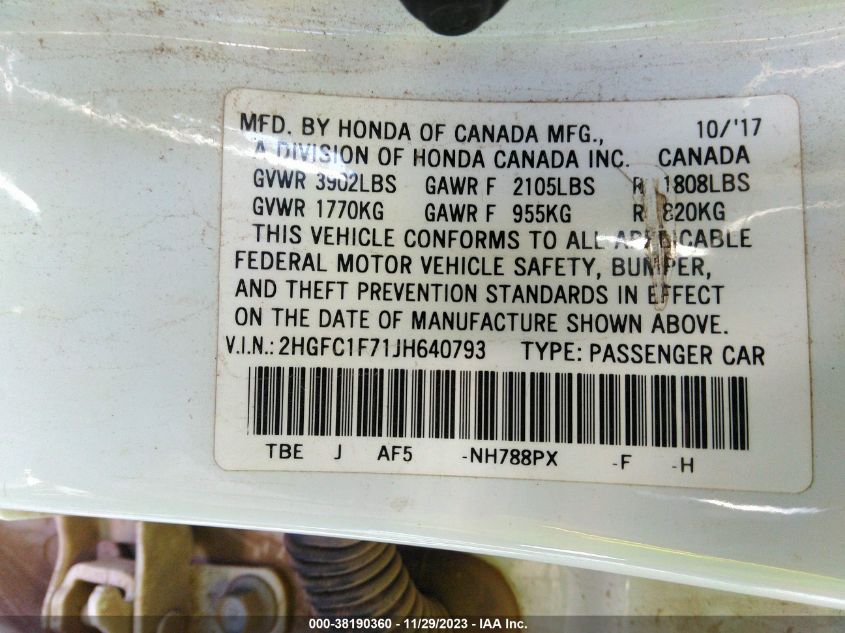 MFD. BY HONDA OF CANADA MFG., 10/'17
A DIVISION OF HONDA CANADA INC. CANADA
GVWR 3902LBS GAWR F 2105LBS R 1808LBS
GVWR 1770KG GAWR F 955KG R 820KG
THIS VEHICLE CONFORMS TO ALL APPLICABLE
FEDERAL MOTOR VEHICLE SAFETY, BUMPER,
AND THEFT PREVENTION STANDARDS IN EFFECT
ON THE DATE OF MANUFACTURE SHOWN ABOVE.
V.I.N.: 2HGFC1F71JH640793 TYPE: PASSENGER CAR
TBE J AF5 -NH788PX -F -H
000-38190360 - 11/29/2023 - IAA Inc.